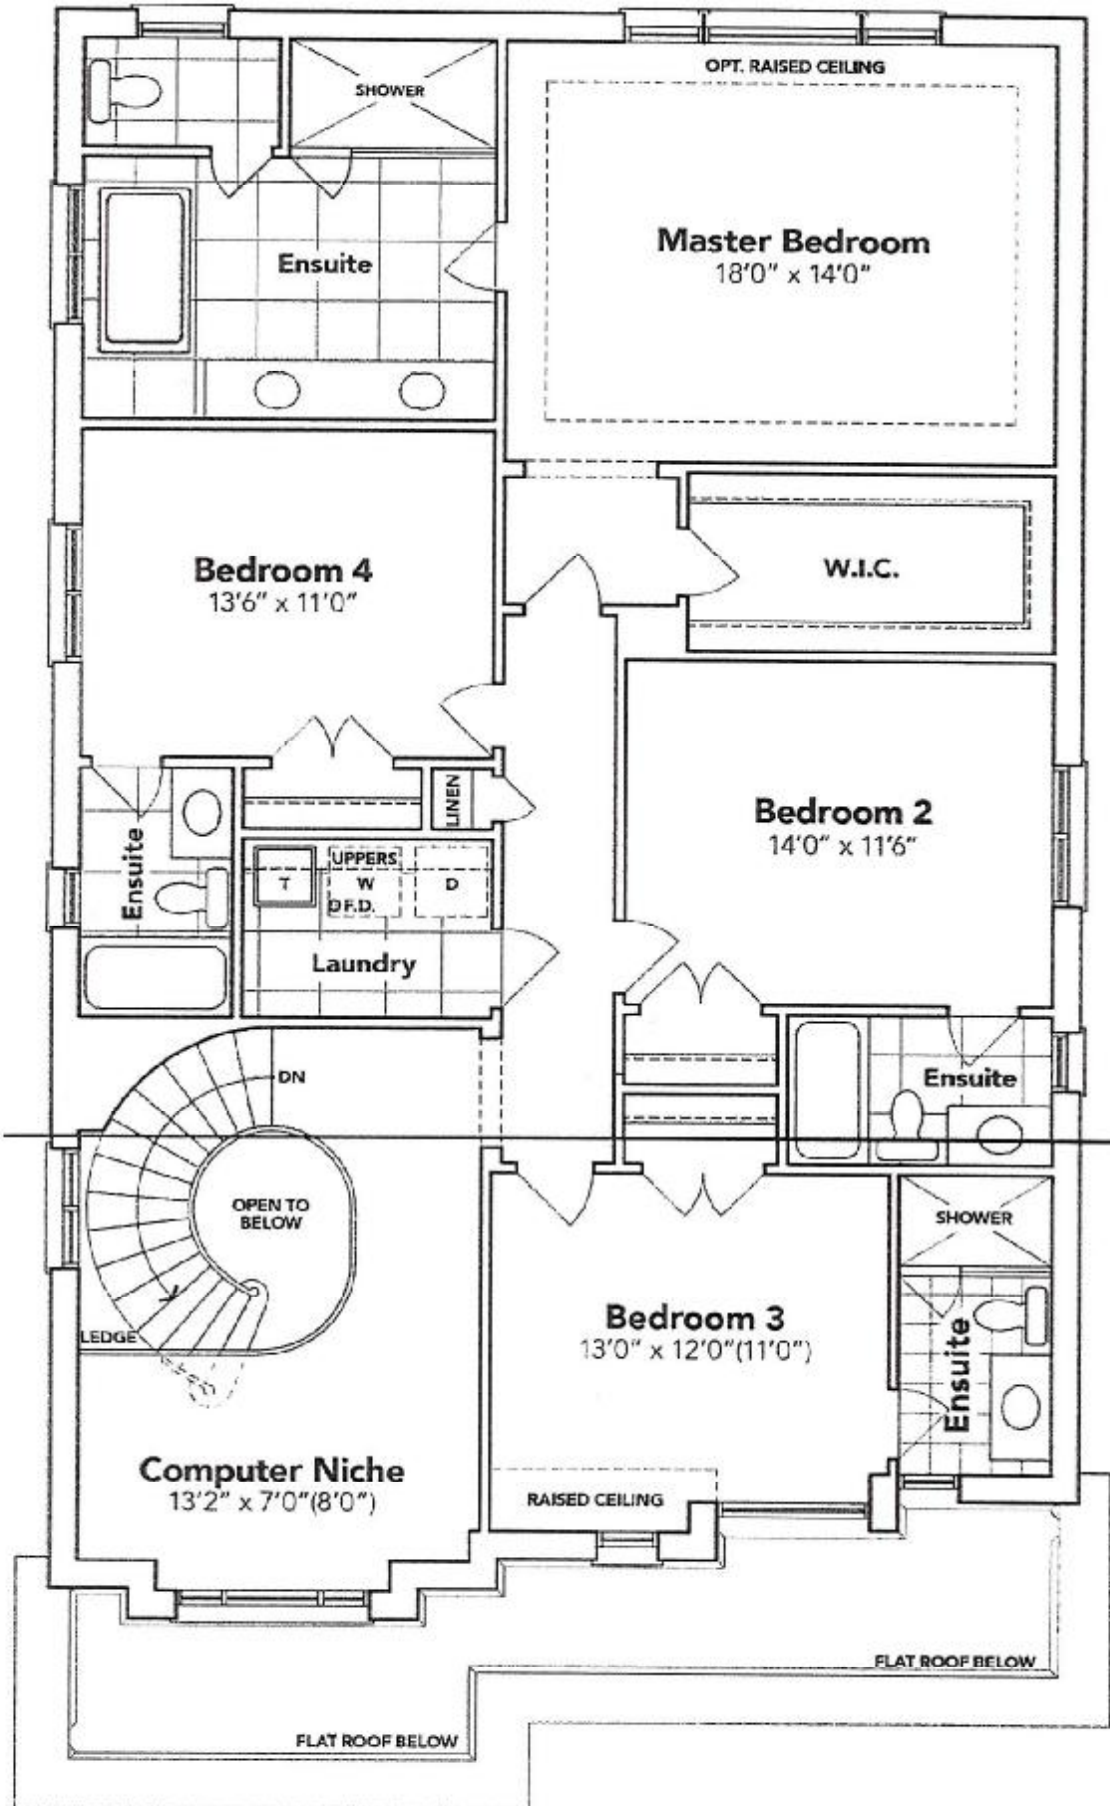 OPT. RAISED CEILING
SHOWER
Master Bedroom
18'0" x 14'0"
Ensuite
Bedroom 4
13'6" x 11'0"
W.I.C.
LINEN
Bedroom 2
14'0" x 11'6"
Ensuite
UPPERS
T
W
D
F.D.
Laundry
DN
Ensuite
OPEN TO
BELOW
SHOWER
LEDGE
Bedroom 3
13'0" x 12'0"(11'0")
Ensuite
Computer Niche
13'2" x 7'0"(8'0")
RAISED CEILING
FLAT ROOF BELOW
FLAT ROOF BELOW